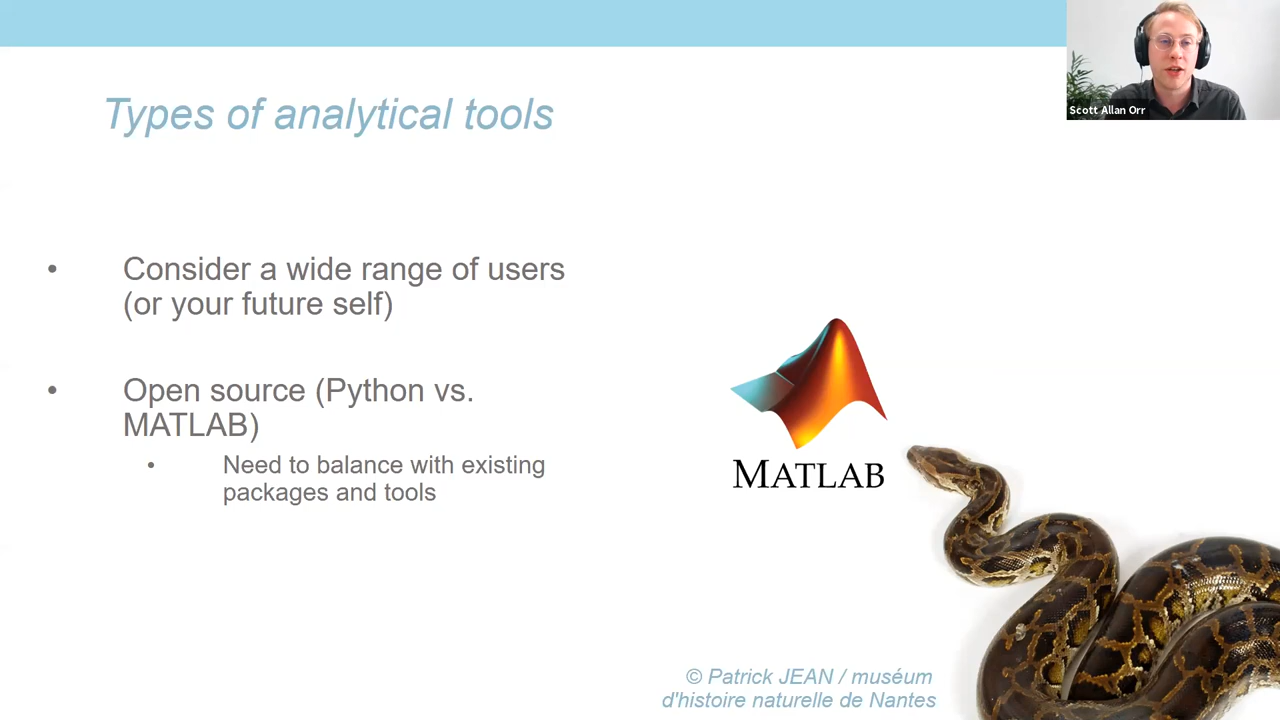 Scott Allan Orr
Types of analytical tools
• Consider a wide range of users
(or your future self)
• Open source (Python vs.
MATLAB)
• Need to balance with existing
packages and tools
MATLAB
© Patrick JEAN / muséum
d'histoire naturelle de Nantes